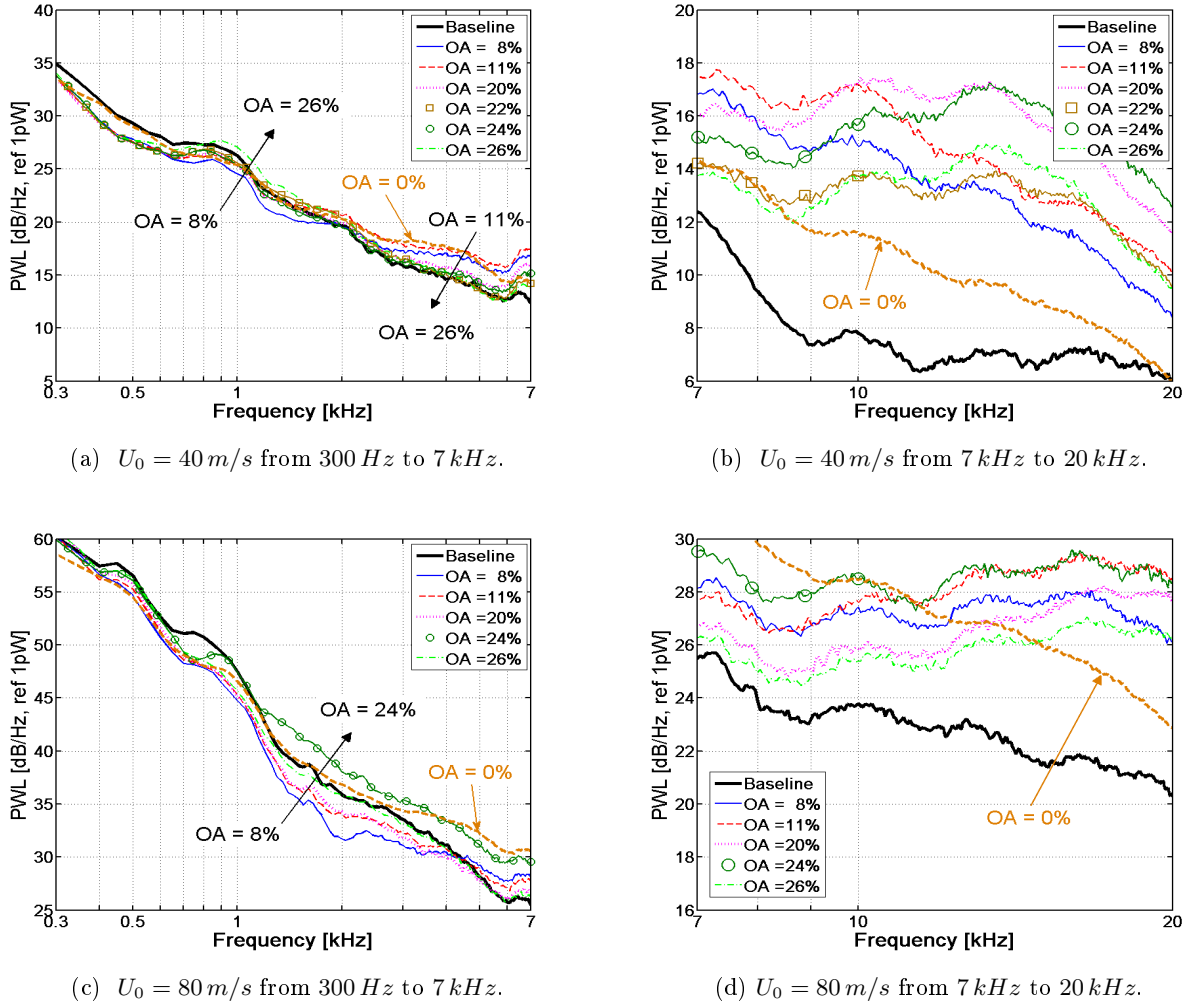 PWL [dB/Hz, ref 1pW]
40
35
30
25
20
15
10
5
0.3
0.5
1
2
7
Frequency [kHz]
Baseline
OA = 8%
OA =11%
OA =20%
OA =22%
OA =24%
OA =26%
OA = 26%
OA = 8%
OA = 0%
OA = 11%
OA = 26%
(a) U₀ = 40 m/s from 300 Hz to 7 kHz.
PWL [dB/Hz, ref 1pW]
20
18
16
14
12
10
8
6
7
10
20
Frequency [kHz]
Baseline
OA = 8%
OA =11%
OA =20%
OA =22%
OA =24%
OA =26%
OA = 0%
(b) U₀ = 40 m/s from 7 kHz to 20 kHz.
PWL [dB/Hz, ref 1pW]
60
55
50
45
40
35
30
25
0.3
0.5
1
2
7
Frequency [kHz]
Baseline
OA = 8%
OA =11%
OA =20%
OA =24%
OA =26%
OA = 24%
OA = 0%
OA = 8%
(c) U₀ = 80 m/s from 300 Hz to 7 kHz.
PWL [dB/Hz, ref 1pW]
30
28
26
24
22
20
18
16
7
10
20
Frequency [kHz]
Baseline
OA = 8%
OA =11%
OA =20%
OA =24%
OA =26%
OA = 0%
(d) U₀ = 80 m/s from 7 kHz to 20 kHz.